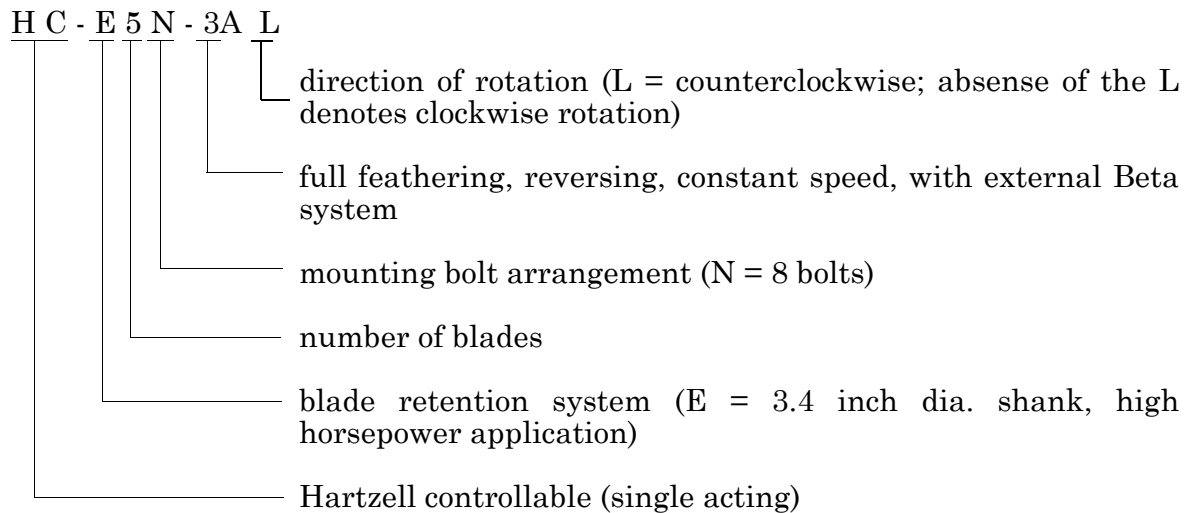 H C - E 5 N - 3A L
direction of rotation (L = counterclockwise; absense of the L
denotes clockwise rotation)
full feathering, reversing, constant speed, with external Beta
system
mounting bolt arrangement (N = 8 bolts)
number of blades
blade retention system (E = 3.4 inch dia. shank, high
horsepower application)
Hartzell controllable (single acting)